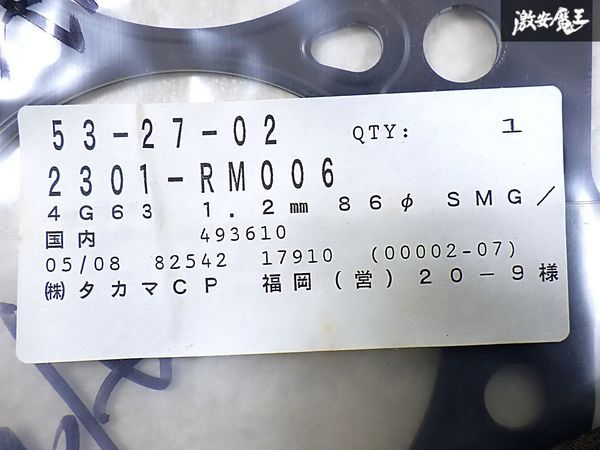 激安魔王
53-27-02 QTY: 1
2301-RM006
4G63 1.2㎜ 86φ SMG/
国内 493610
05/08 82542 17910 (00002-07)
㈱タカマCP 福岡(営)20-9様